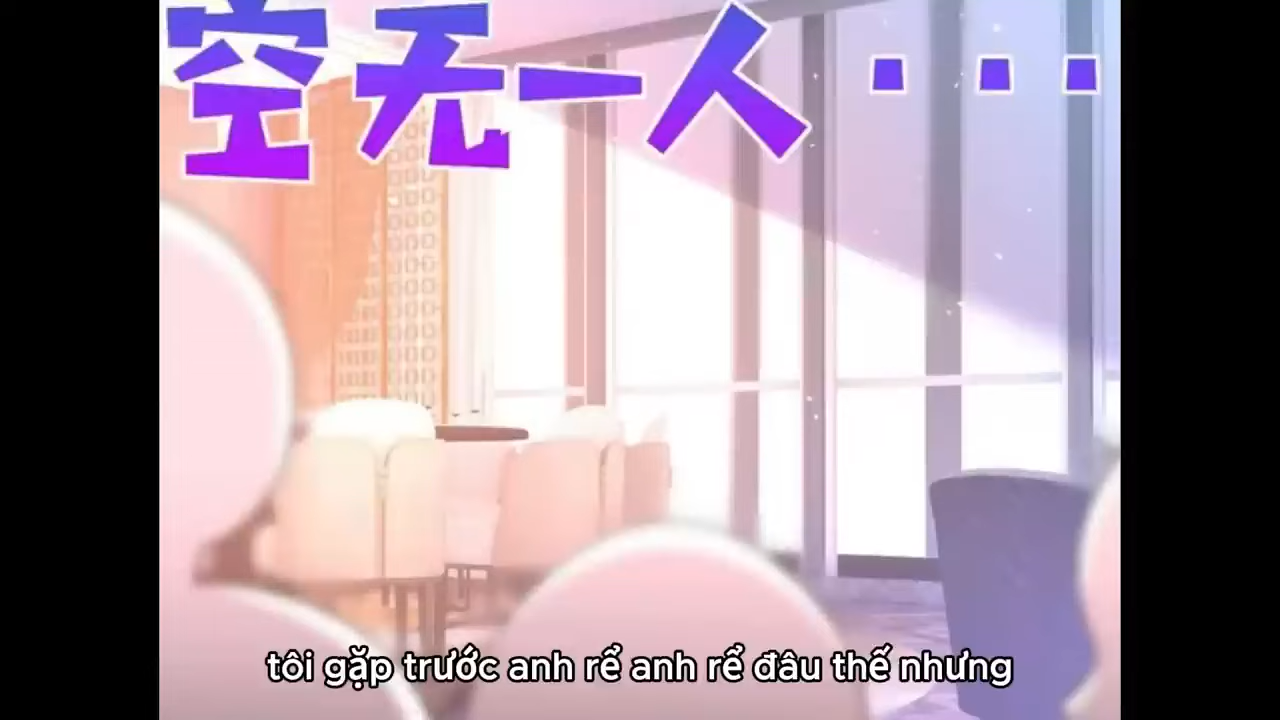 空无一人···
tôi gặp trước anh rể anh rể đâu thế nhưng